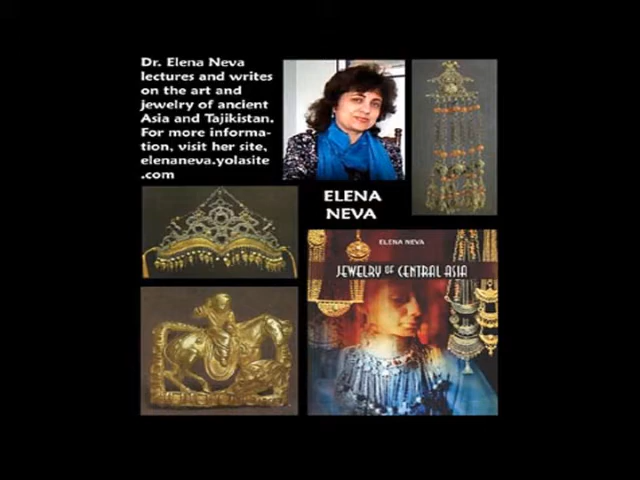 Dr. Elena Neva
lectures and writes
on the art and
jewelry of ancient
Asia and Tajikistan.
For more informa-
tion, visit her site,
elenaneva.yolasite
.com
ELENA
NEVA
ELENA NEVA
JEWELRY OF CENTRAL ASIA